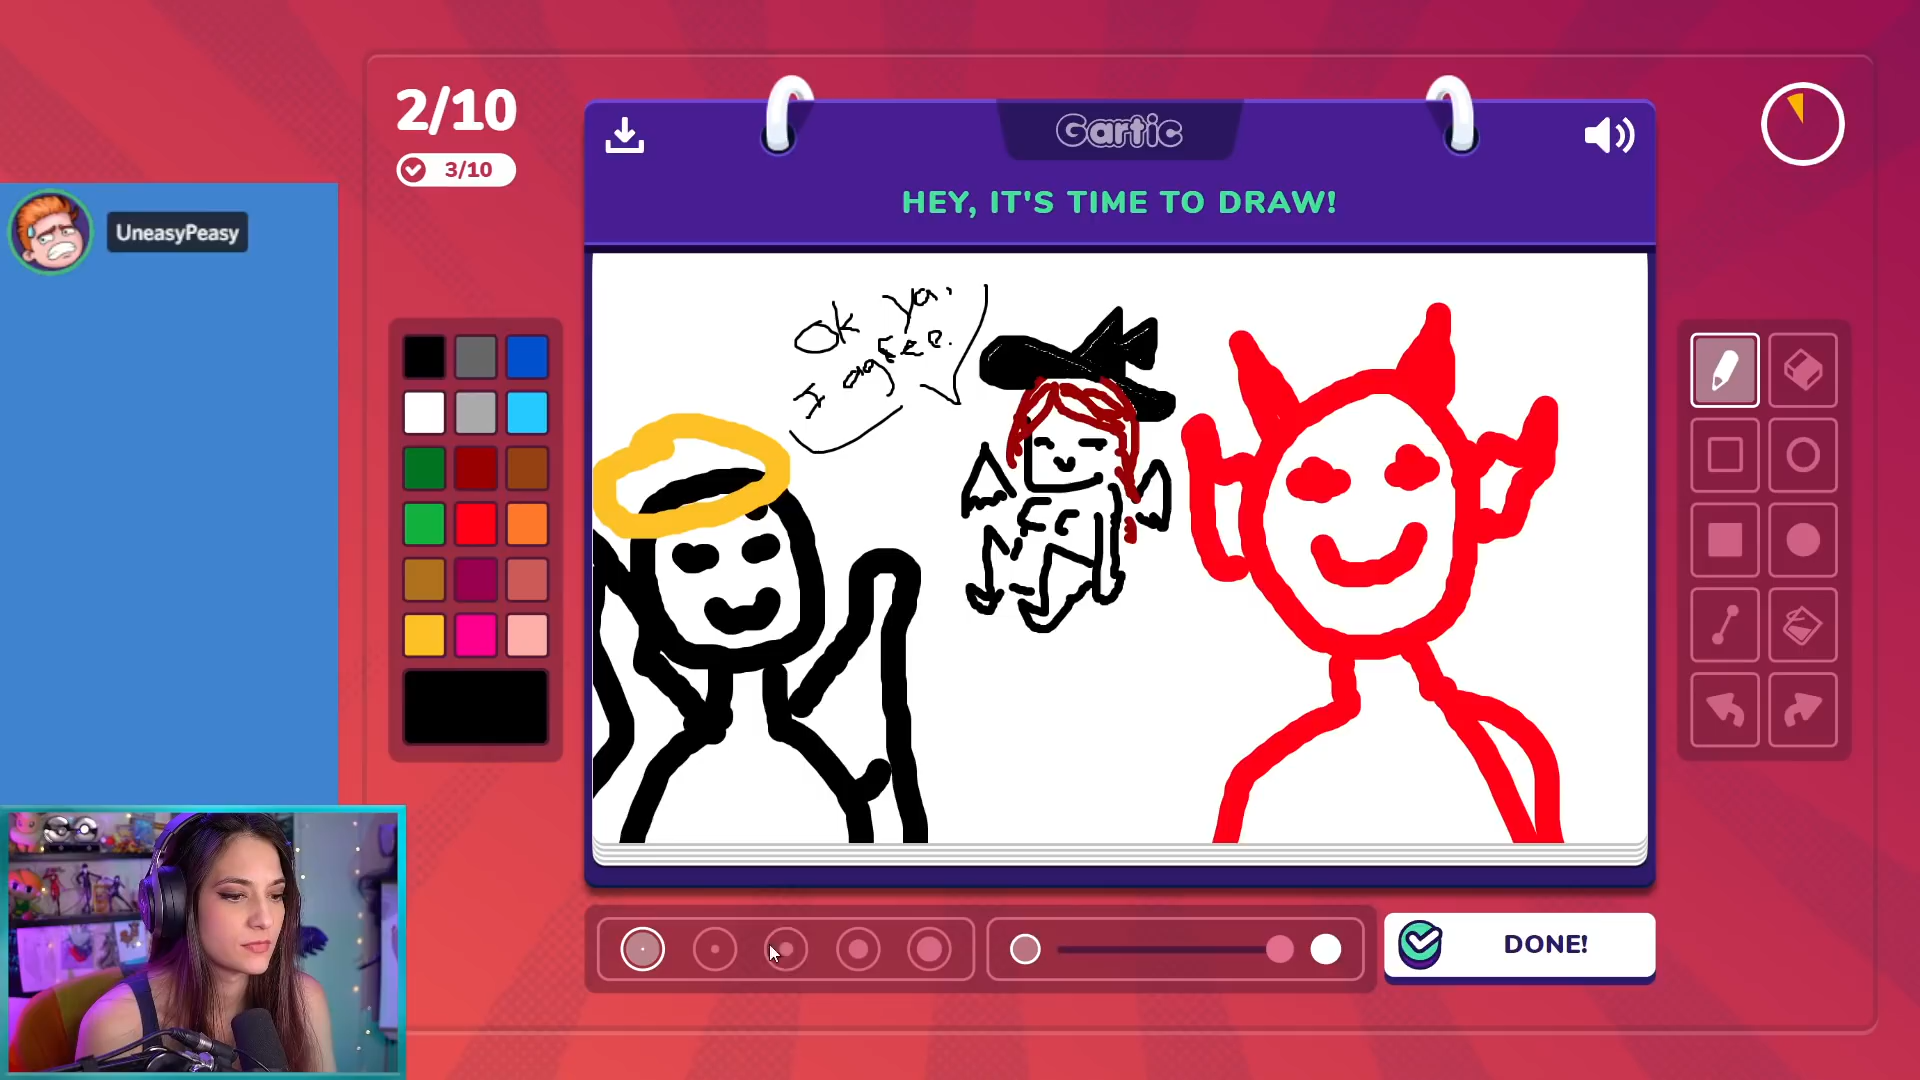 2/10
3/10
Gartic
HEY, IT'S TIME TO DRAW!
UneasyPeasy
Ok ya.
I agree.
DONE!